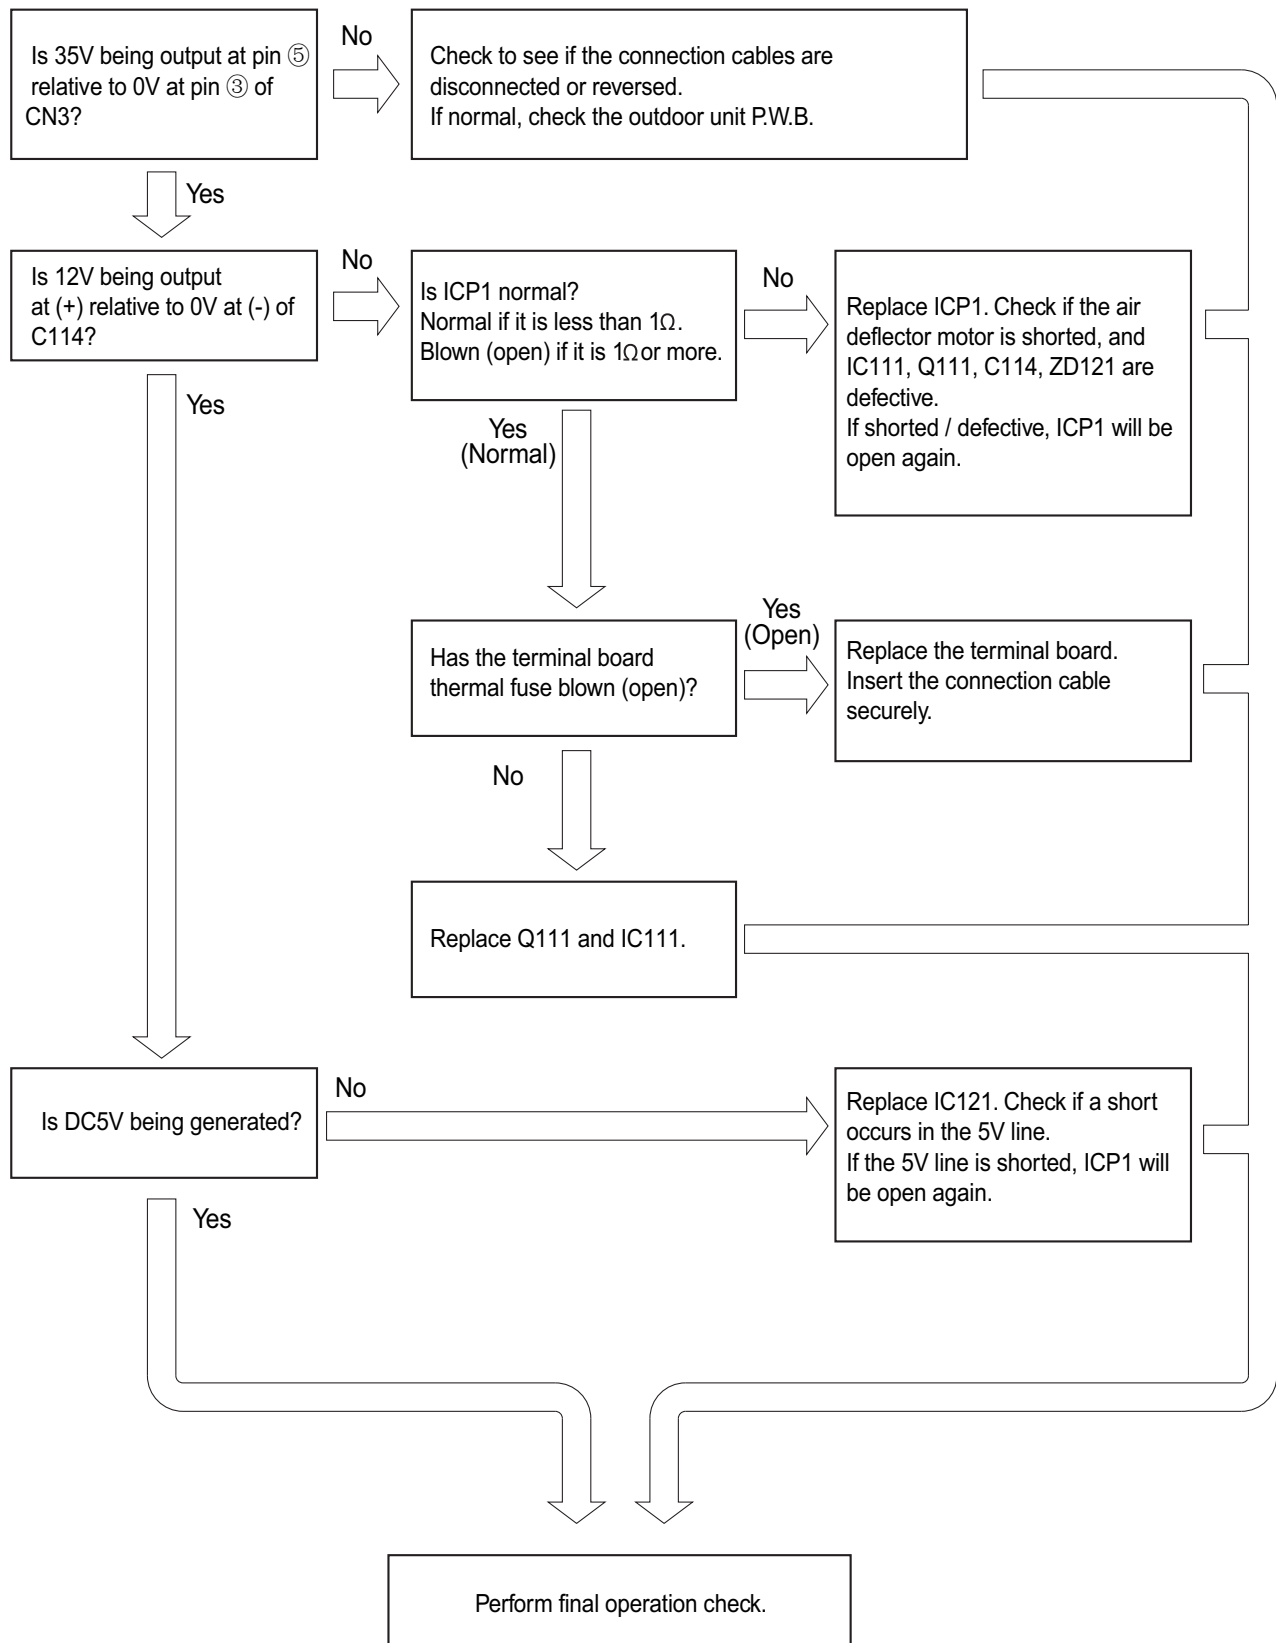 Is 35V being output at pin ⑤
relative to 0V at pin ③ of
CN3?
No
Check to see if the connection cables are
disconnected or reversed.
If normal, check the outdoor unit P.W.B.
Yes
Is 12V being output
at (+) relative to 0V at (-) of
C114?
No
Is ICP1 normal?
Normal if it is less than 1Ω.
Blown (open) if it is 1Ω or more.
No
Replace ICP1. Check if the air
deflector motor is shorted, and
IC111, Q111, C114, ZD121 are
defective.
If shorted / defective, ICP1 will be
open again.
Yes
Yes
(Normal)
Has the terminal board
thermal fuse blown (open)?
Yes
(Open)
Replace the terminal board.
Insert the connection cable
securely.
No
Replace Q111 and IC111.
Is DC5V being generated?
No
Replace IC121. Check if a short
occurs in the 5V line.
If the 5V line is shorted, ICP1 will
be open again.
Yes
Perform final operation check.